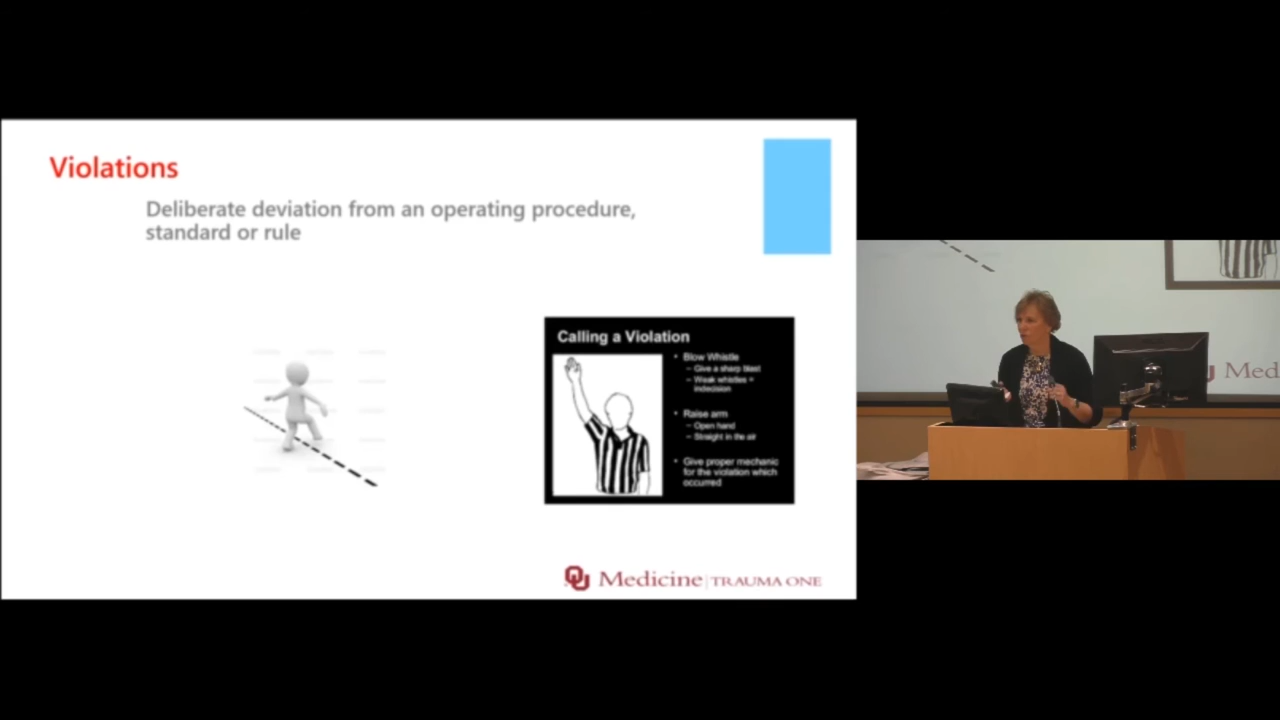 Violations
Deliberate deviation from an operating procedure,
standard or rule
Calling a Violation
• Blow Whistle
– Give a sharp blast
– Weak whistles =
indecision
• Raise arm
– Open hand
– Straight in the air
• Give proper mechanic
for the violation which
occurred
OU Medicine | TRAUMA ONE
U Med